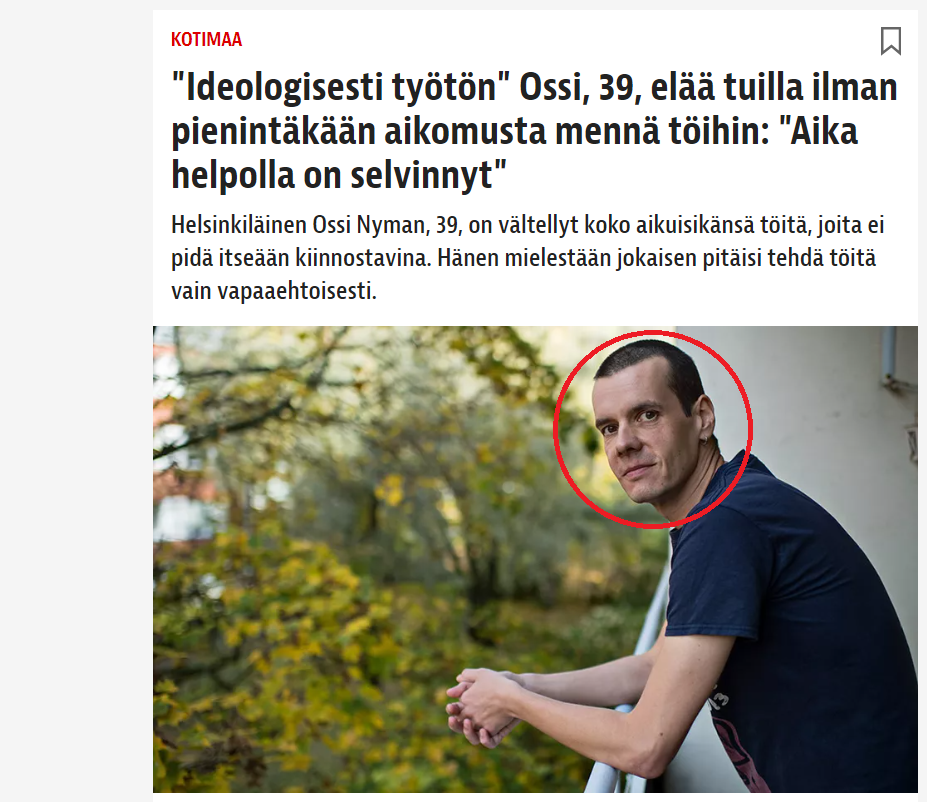 KOTIMAA
"Ideologisesti työtön" Ossi, 39, elää tuilla ilman
pienintäkään aikomusta mennä töihin: "Aika
helpolla on selvinnyt"
Helsinkiläinen Ossi Nyman, 39, on vältellyt koko aikuisikänsä töitä, joita ei
pidä itseään kiinnostavina. Hänen mielestään jokaisen pitäisi tehdä töitä
vain vapaaehtoisesti.